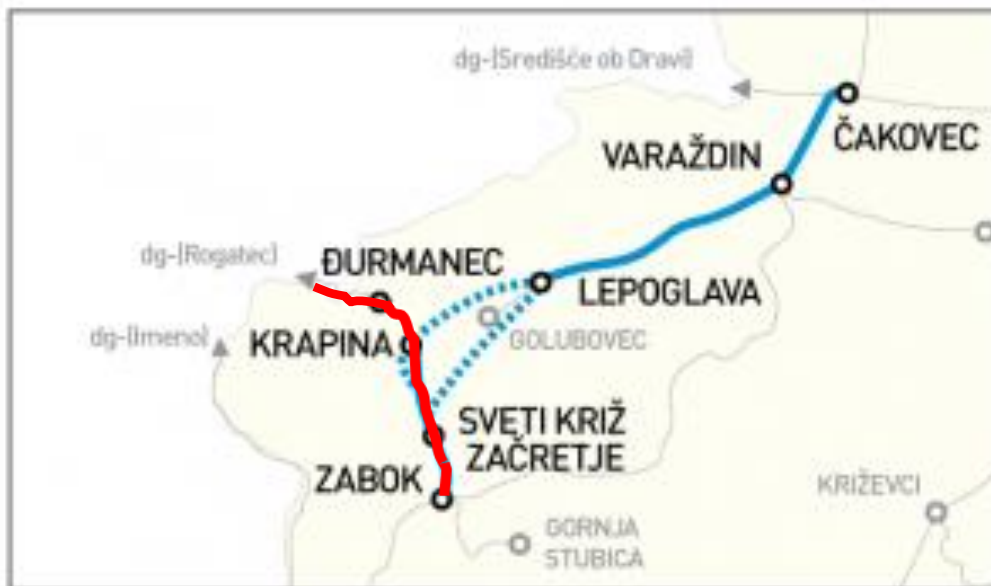 dg-(Središće ob Dravi)
ČAKOVEC
VARAŽDIN
dg-(Rogatec)
ĐURMANEC
LEPOGLAVA
dg-(Imeno)
KRAPINA
GOLUBOVEC
SVETI KRIŽ
ZAČRETJE
ZABOK
KRIŽEVCI
GORNJA
STUBICA